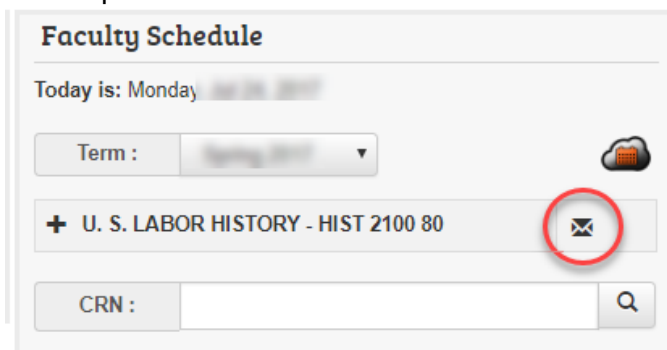 Faculty Schedule
Today is: Monday
Term :
U. S. LABOR HISTORY - HIST 2100 80
CRN :